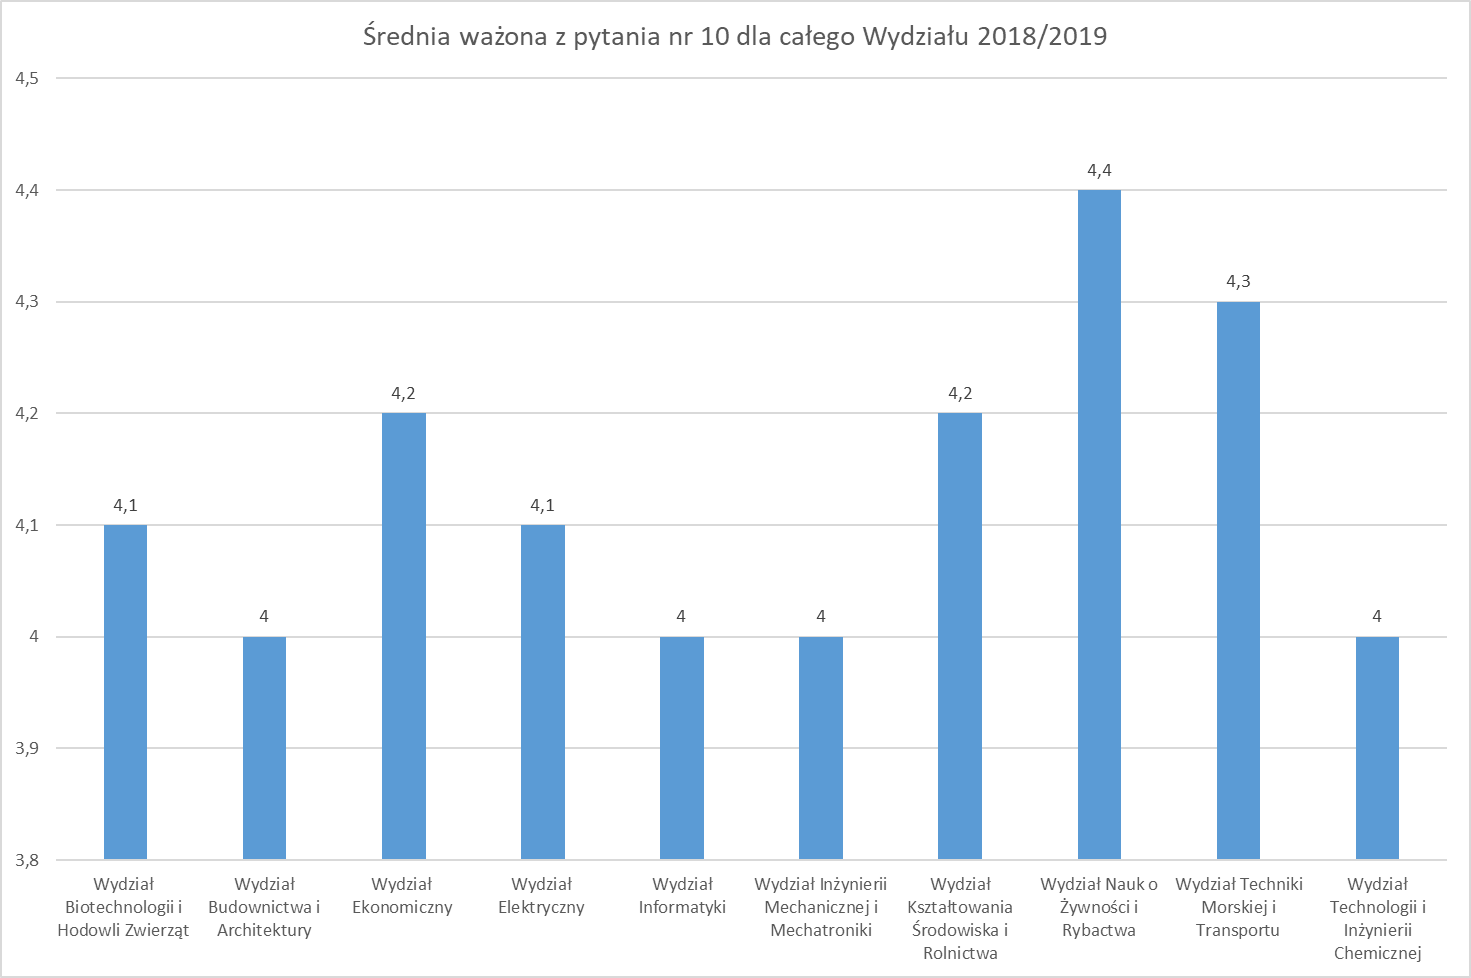 Średnia ważona z pytania nr 10 dla całego Wydziału 2018/2019
4,5
4,4
4,3
4,2
4,1
4
3,9
3,8
4,1
4
4,2
4,1
4
4
4,2
4,4
4,3
4
Wydział
Biotechnologii i
Hodowli Zwierząt
Wydział
Budownictwa i
Architektury
Wydział
Ekonomiczny
Wydział
Elektryczny
Wydział
Informatyki
Wydział Inżynierii
Mechanicznej i
Mechatroniki
Wydział
Kształtowania
Środowiska i
Rolnictwa
Wydział Nauk o
Żywności i
Rybactwa
Wydział Techniki
Morskiej i
Transportu
Wydział
Technologii i
Inżynierii
Chemicznej